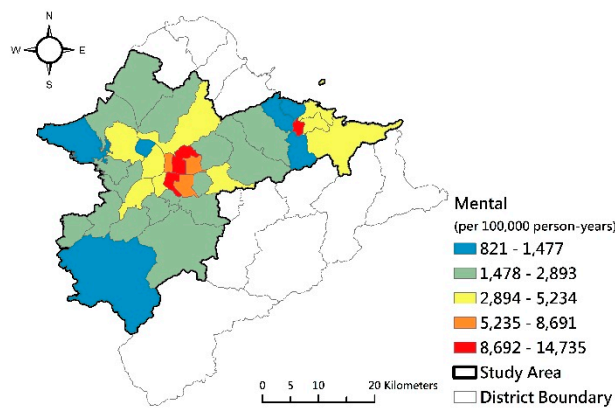 N
W E
S
Mental
(per 100,000 person-years)
821 - 1,477
1,478 - 2,893
2,894 - 5,234
5,235 - 8,691
8,692 - 14,735
Study Area
District Boundary
0 5 10 20 Kilometers